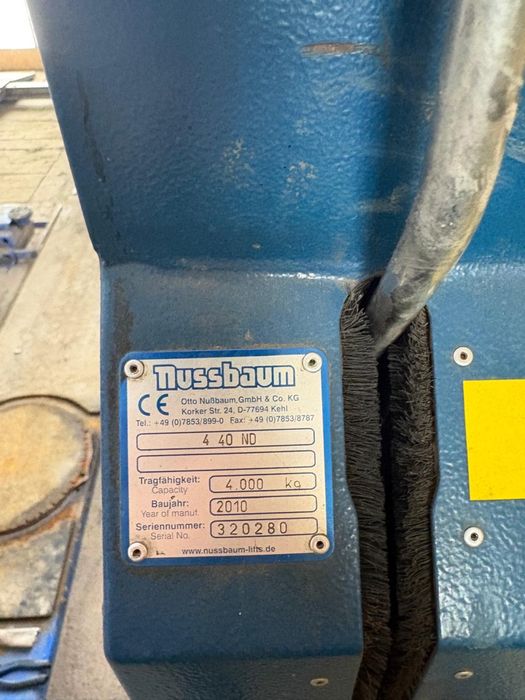 nussbaum
CE
Otto Nußbaum,GmbH & Co. KG
Korker Str. 24, D-77694 Kehl
Tel.: +49 (0)7853/899-0 Fax: +49 (0)7853/8787
4 40 ND
Tragfähigkeit: 4.000 kg
Capacity
Baujahr: 2010
Year of manuf.
Seriennummer: 320280
Serial No.
www.nussbaum-lifts.de